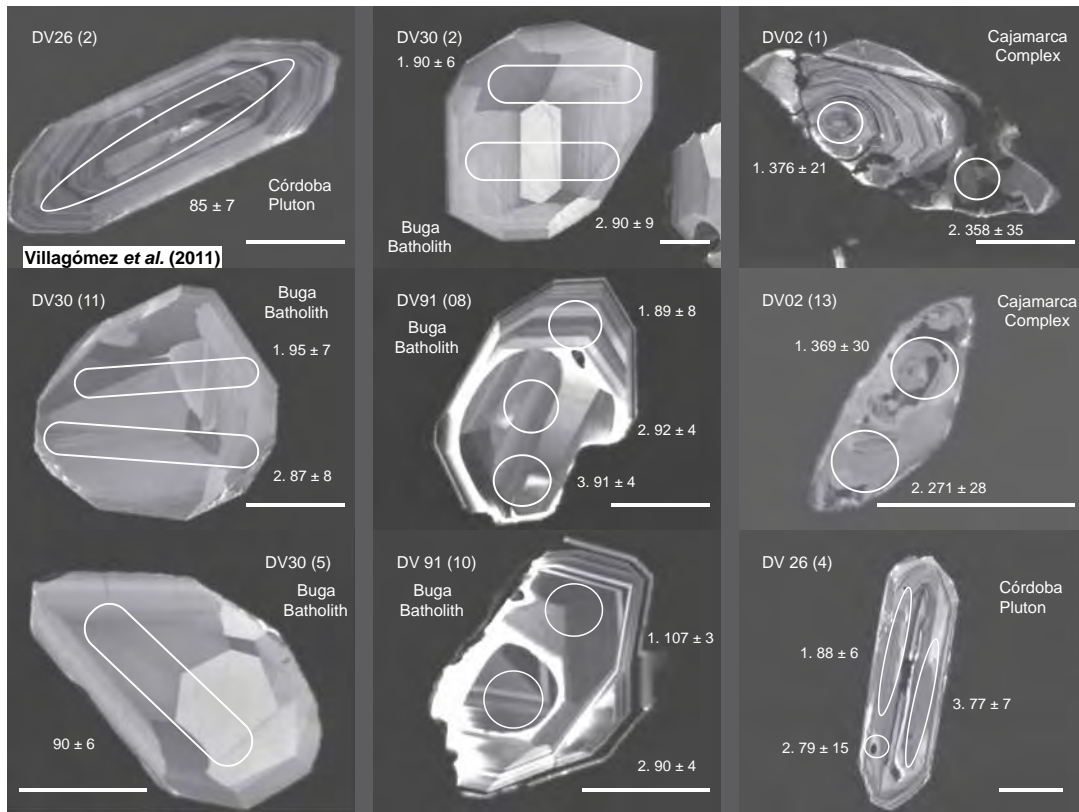 DV26 (2)
85 ± 7
Córdoba
Pluton
Villagómez et al. (2011)
DV30 (2)
1. 90 ± 6
2. 90 ± 9
Buga
Batholith
DV02 (1)
Cajamarca
Complex
1. 376 ± 21
2. 358 ± 35
DV30 (11)
Buga
Batholith
1. 95 ± 7
2. 87 ± 8
DV91 (08)
Buga
Batholith
1. 89 ± 8
2. 92 ± 4
3. 91 ± 4
DV02 (13)
Cajamarca
Complex
1. 369 ± 30
2. 271 ± 28
DV30 (5)
Buga
Batholith
90 ± 6
DV 91 (10)
Buga
Batholith
1. 107 ± 3
2. 90 ± 4
DV 26 (4)
Córdoba
Pluton
1. 88 ± 6
3. 77 ± 7
2. 79 ± 15